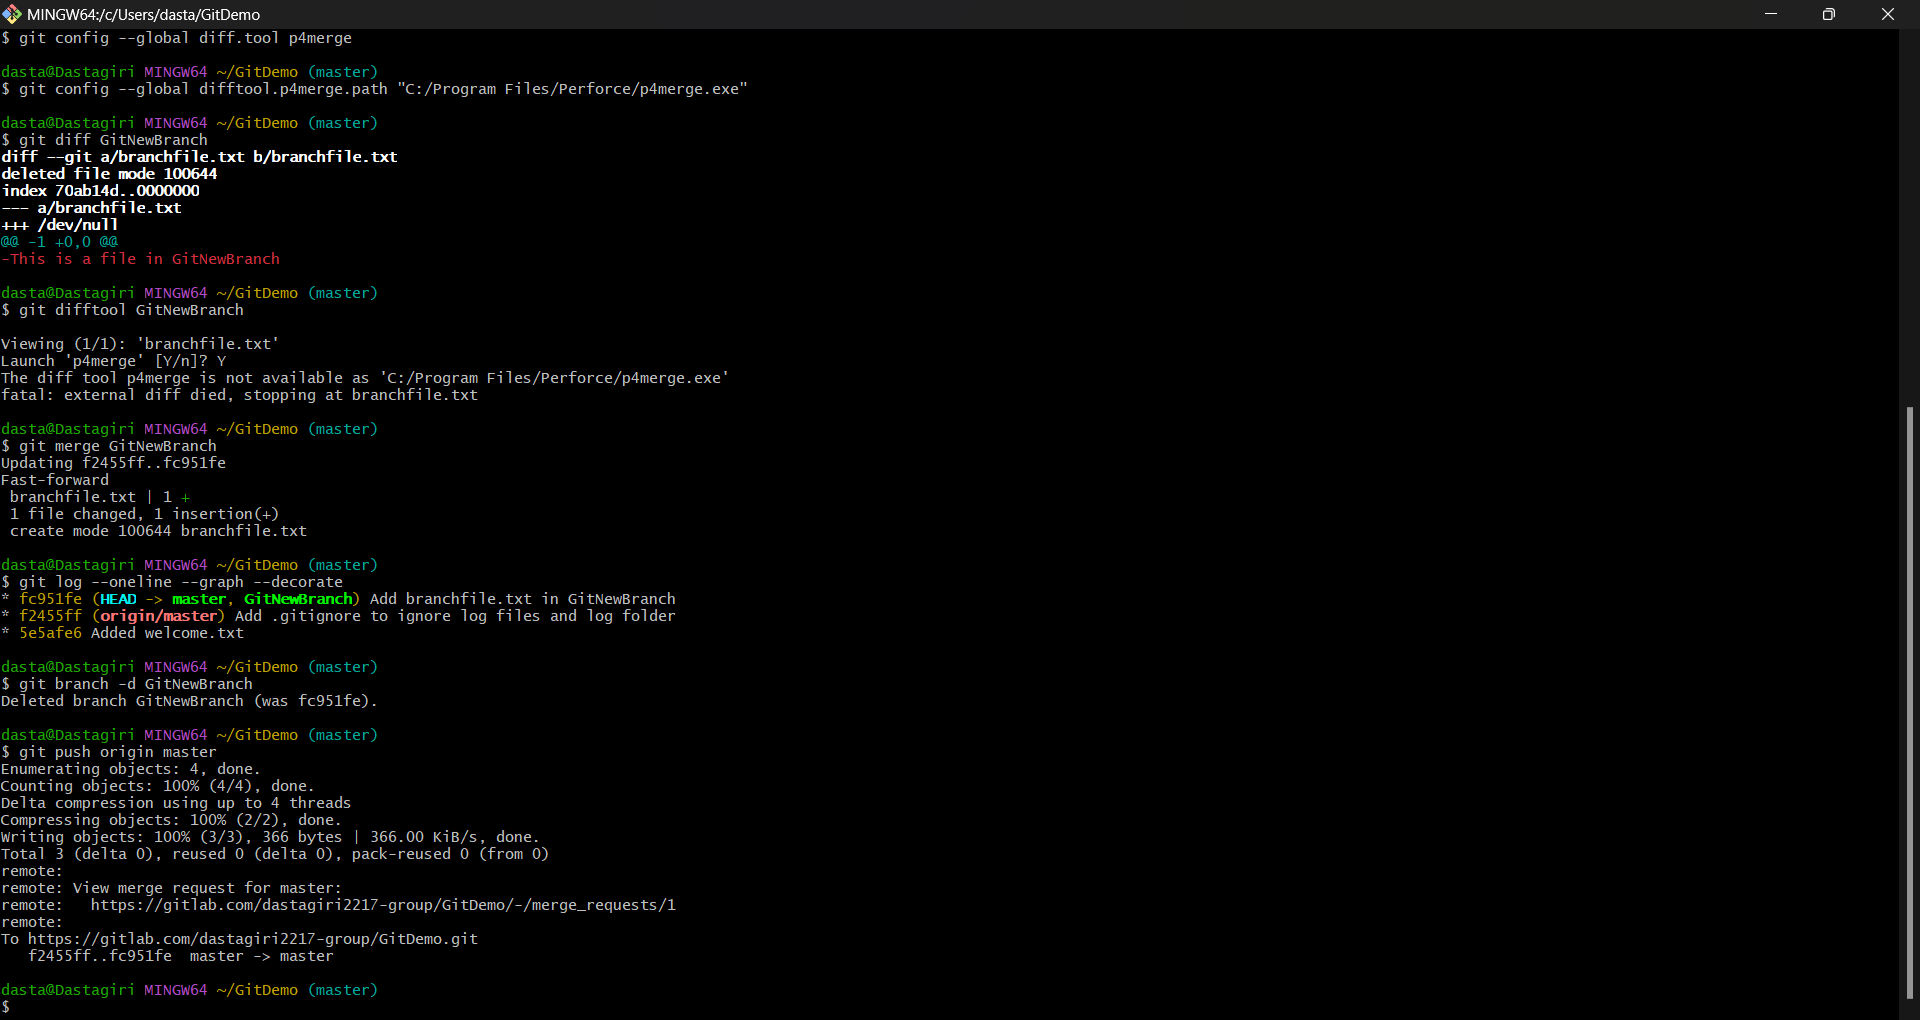 MINGW64:/c/Users/dasta/GitDemo
$ git config --global diff.tool p4merge
dasta@Dastagiri MINGW64 ~/GitDemo (master)
$ git config --global difftool.p4merge.path "C:/Program Files/Perforce/p4merge.exe"
dasta@Dastagiri MINGW64 ~/GitDemo (master)
$ git diff GitNewBranch
diff --git a/branchfile.txt b/branchfile.txt
deleted file mode 100644
index 70ab14d..0000000
--- a/branchfile.txt
+++ /dev/null
@@ -1 +0,0 @@
-This is a file in GitNewBranch
dasta@Dastagiri MINGW64 ~/GitDemo (master)
$ git difftool GitNewBranch
Viewing (1/1): 'branchfile.txt'
Launch 'p4merge' [Y/n]? Y
The diff tool p4merge is not available as 'C:/Program Files/Perforce/p4merge.exe'
fatal: external diff died, stopping at branchfile.txt
dasta@Dastagiri MINGW64 ~/GitDemo (master)
$ git merge GitNewBranch
Updating f2455ff..fc951fe
Fast-forward
 branchfile.txt | 1 +
 1 file changed, 1 insertion(+)
 create mode 100644 branchfile.txt
dasta@Dastagiri MINGW64 ~/GitDemo (master)
$ git log --oneline --graph --decorate
* fc951fe (HEAD -> master, GitNewBranch) Add branchfile.txt in GitNewBranch
* f2455ff (origin/master) Add .gitignore to ignore log files and log folder
* 5e5afe6 Added welcome.txt
dasta@Dastagiri MINGW64 ~/GitDemo (master)
$ git branch -d GitNewBranch
Deleted branch GitNewBranch (was fc951fe).
dasta@Dastagiri MINGW64 ~/GitDemo (master)
$ git push origin master
Enumerating objects: 4, done.
Counting objects: 100% (4/4), done.
Delta compression using up to 4 threads
Compressing objects: 100% (2/2), done.
Writing objects: 100% (3/3), 366 bytes | 366.00 KiB/s, done.
Total 3 (delta 0), reused 0 (delta 0), pack-reused 0 (from 0)
remote:
remote: View merge request for master:
remote:   https://gitlab.com/dastagiri2217-group/GitDemo/-/merge_requests/1
remote:
To https://gitlab.com/dastagiri2217-group/GitDemo.git
   f2455ff..fc951fe  master -> master
dasta@Dastagiri MINGW64 ~/GitDemo (master)
$